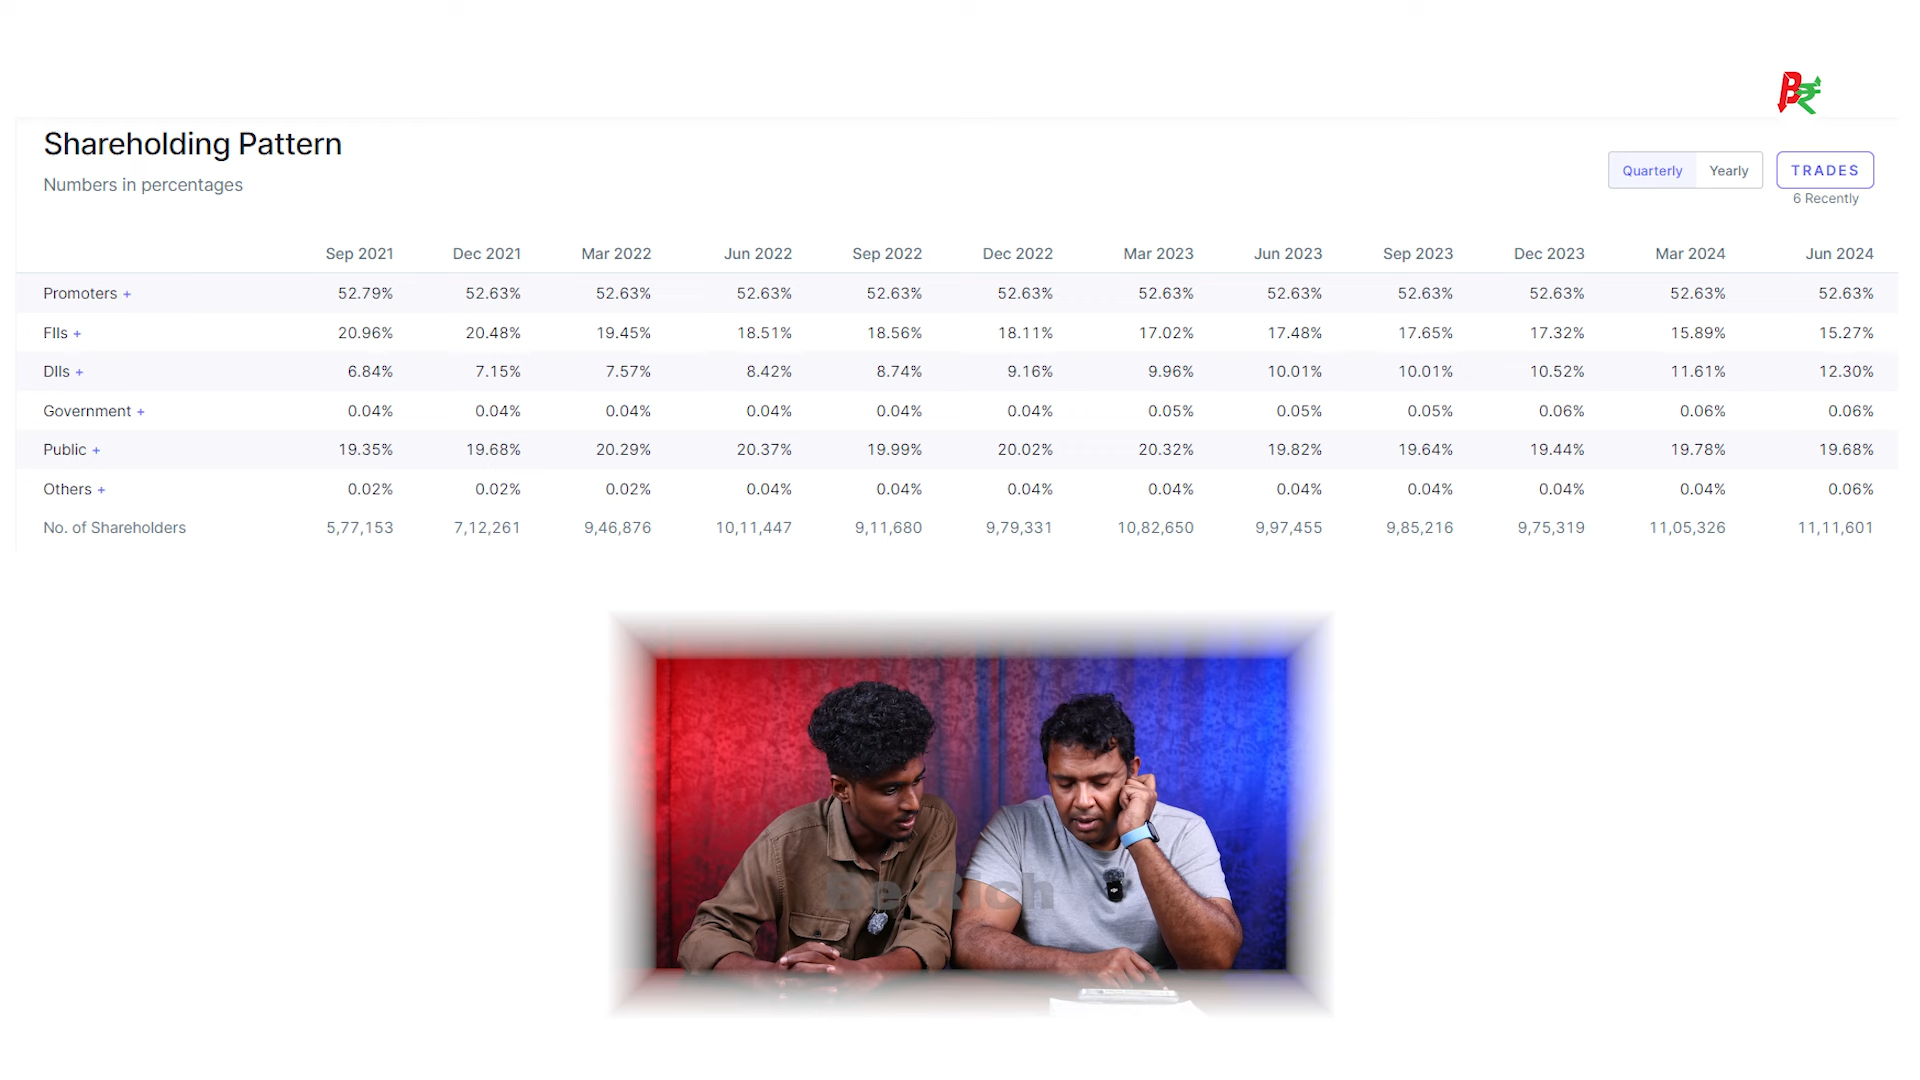 Shareholding Pattern
Numbers in percentages
Quarterly Yearly TRADES
6 Recently
Sep 2021 Dec 2021 Mar 2022 Jun 2022 Sep 2022 Dec 2022 Mar 2023 Jun 2023 Sep 2023 Dec 2023 Mar 2024 Jun 2024
Promoters + 52.79% 52.63% 52.63% 52.63% 52.63% 52.63% 52.63% 52.63% 52.63% 52.63% 52.63% 52.63%
FIIs + 20.96% 20.48% 19.45% 18.51% 18.56% 18.11% 17.02% 17.48% 17.65% 17.32% 15.89% 15.27%
DIIs + 6.84% 7.15% 7.57% 8.42% 8.74% 9.16% 9.96% 10.01% 10.01% 10.52% 11.61% 12.30%
Government + 0.04% 0.04% 0.04% 0.04% 0.04% 0.04% 0.05% 0.05% 0.05% 0.06% 0.06% 0.06%
Public + 19.35% 19.68% 20.29% 20.37% 19.99% 20.02% 20.32% 19.82% 19.64% 19.44% 19.78% 19.68%
Others + 0.02% 0.02% 0.02% 0.04% 0.04% 0.04% 0.04% 0.04% 0.04% 0.04% 0.04% 0.06%
No. of Shareholders 5,77,153 7,12,261 9,46,876 10,11,447 9,11,680 9,79,331 10,82,650 9,97,455 9,85,216 9,75,319 11,05,326 11,11,601
Be Rich